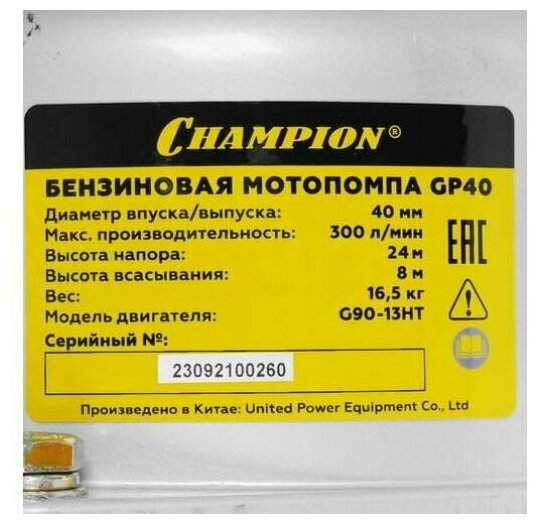 CHAMPION®
БЕНЗИНОВАЯ МОТОПОМПА GP40
Диаметр впуска/выпуска: 40 мм
Макс. производительность: 300 л/мин
Высота напора: 24 м
Высота всасывания: 8 м
Вес: 16,5 кг
Модель двигателя: G90-13HT
Серийный №:
23092100260
Произведено в Китае: United Power Equipment Co., Ltd
EAC